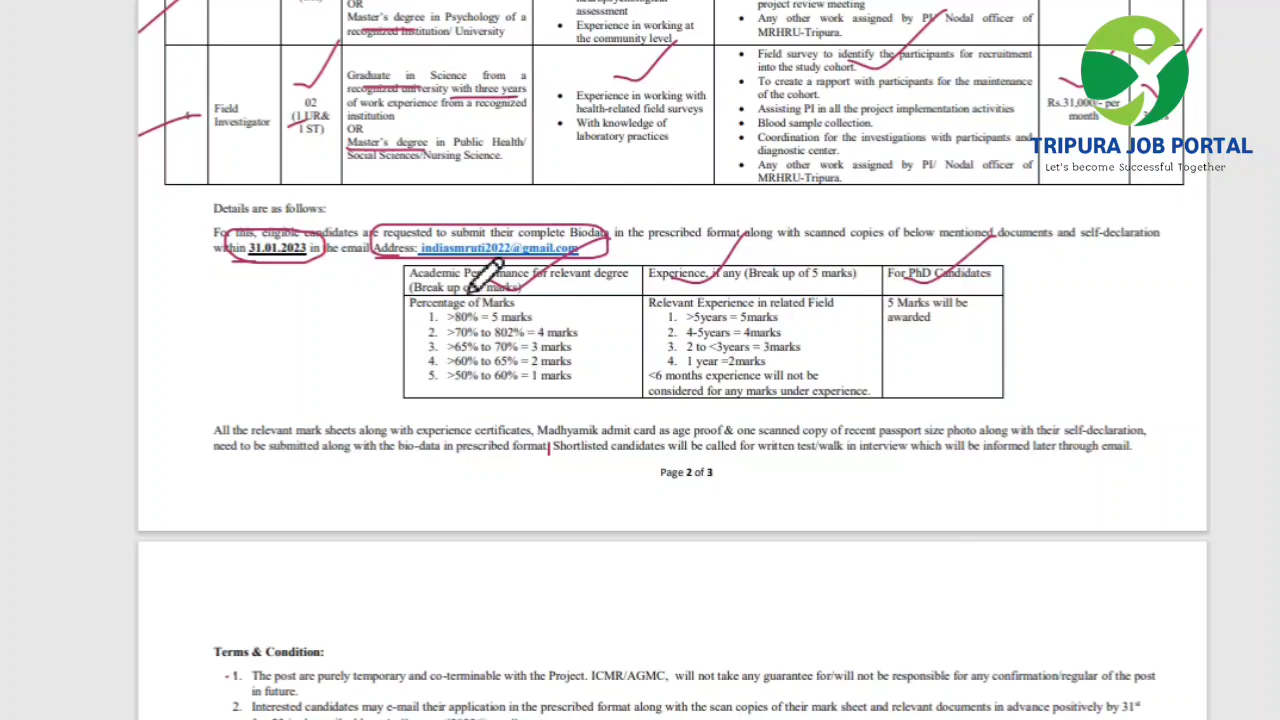 OR
Master's degree in Psychology of a
recognized Institution/ University
assessment
Experience in working at
the community level
project review meeting
Any other work assigned by PI/ Nodal officer of
MRHRU-Tripura.
Field
Investigator
02
(1 UR&
1 ST)
Graduate in Science from a
recognized university with three years
of work experience from a recognized
institution
OR
Master's degree in Public Health/
Social Sciences/Nursing Science.
Experience in working with
health-related field surveys
With knowledge of
laboratory practices
Field survey to identify the participants for recruitment
into the study cohort.
To create a rapport with participants for the maintenance
of the cohort.
Assisting PI in all the project implementation activities
Blood sample collection.
Coordination for the investigations with participants and
diagnostic center.
Any other work assigned by PI/ Nodal officer of
MRHRU-Tripura.
Rs.31,000/- per
month
TRIPURA JOB PORTAL
Let's become Successful Together
Details are as follows:
For this, eligible candidates are requested to submit their complete Biodata in the prescribed format along with scanned copies of below mentioned documents and self-declaration
within 31.01.2023 in the email Address: indiasmruti2022@gmail.com
Academic Performance for relevant degree
(Break up of marks)
Experience, if any (Break up of 5 marks)
For PhD Candidates
Percentage of Marks
1. >80% = 5 marks
2. >70% to 802% = 4 marks
3. >65% to 70% = 3 marks
4. >60% to 65% = 2 marks
5. >50% to 60% = 1 marks
Relevant Experience in related Field
1. >5years = 5marks
2. 4-5years = 4marks
3. 2 to <3years = 3marks
4. 1 year =2marks
<6 months experience will not be
considered for any marks under experience.
5 Marks will be
awarded
All the relevant mark sheets along with experience certificates, Madhyamik admit card as age proof & one scanned copy of recent passport size photo along with their self-declaration,
need to be submitted along with the bio-data in prescribed format. Shortlisted candidates will be called for written test/walk in interview which will be informed later through email.
Page 2 of 3
Terms & Condition:
1. The post are purely temporary and co-terminable with the Project. ICMR/AGMC, will not take any guarantee for/will not be responsible for any confirmation/regular of the post
in future.
2. Interested candidates may e-mail their application in the prescribed format along with the scan copies of their mark sheet and relevant documents in advance positively by 31st